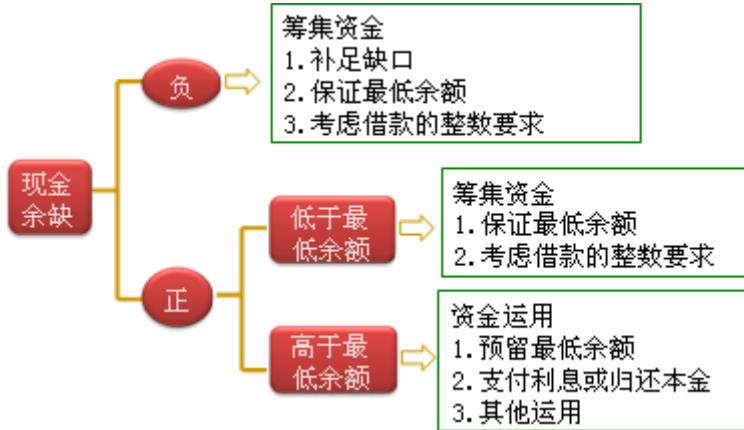 现金
余缺
负
筹集资金
1.补足缺口
2.保证最低余额
3.考虑借款的整数要求
正
低于最
低余额
筹集资金
1.保证最低余额
2.考虑借款的整数要求
高于最
低余额
资金运用
1.预留最低余额
2.支付利息或归还本金
3.其他运用